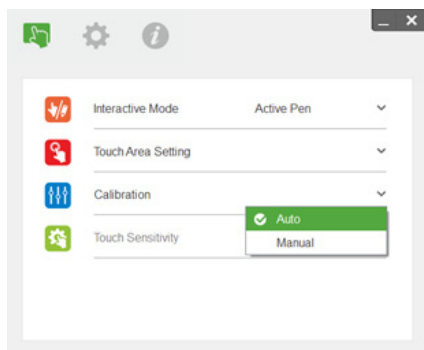 Interactive Mode Active Pen
Touch Area Setting
Calibration
Auto
Touch Sensitivity
Manual